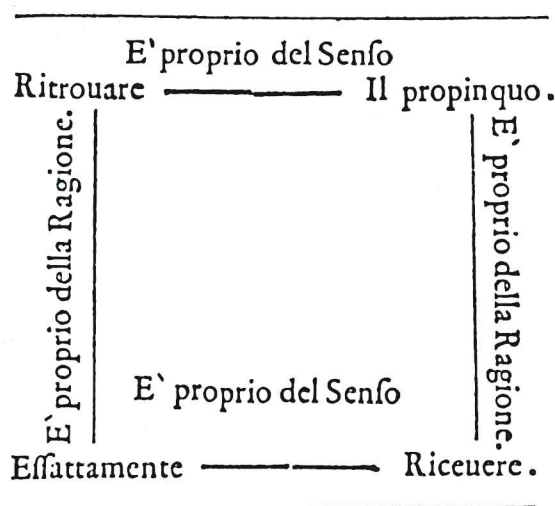 E` proprio del Senſo
Ritrouare Il propinquo.
E` proprio della Ragione.
E` proprio della Ragione.
E` proprio del Senſo
Eſſattamente Riceuere.